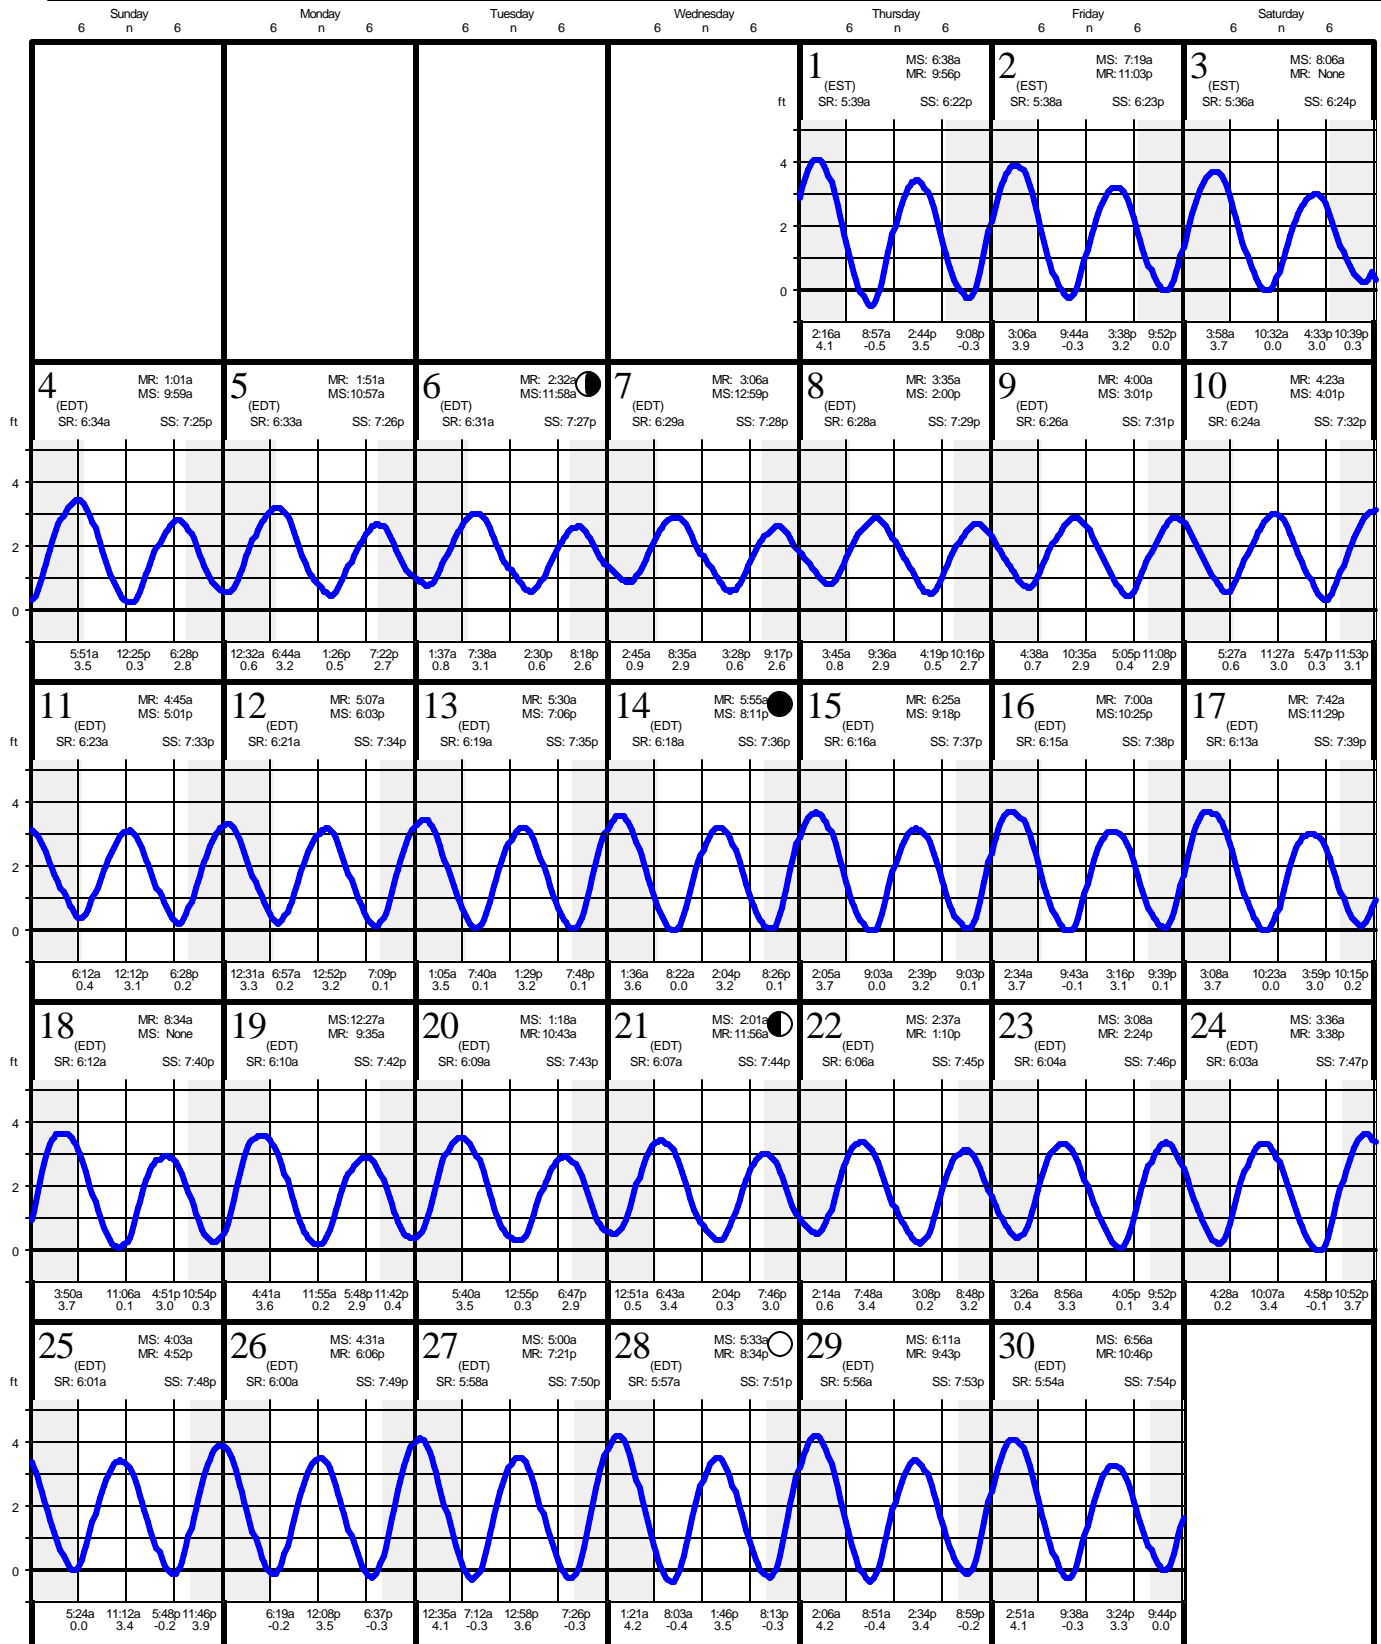 Sunday Monday Tuesday Wednesday Thursday Friday Saturday
6 n 6 6 n 6 6 n 6 6 n 6 6 n 6 6 n 6 6 n 6
1 MS: 6:38a 2 MS: 7:19a 3 MS: 8:06a
MR: 9:56p MR: 11:03p MR: None
(EST) (EST) (EST)
ft SR: 5:39a SS: 6:22p SR: 5:38a SS: 6:23p SR: 5:36a SS: 6:24p
4
2
0
2:16a 8:57a 2:44p 9:08p 3:06a 9:44a 3:38p 9:52p 3:58a 10:32a 4:33p 10:39p
4.1 -0.5 3.5 -0.3 3.9 -0.3 3.2 0.0 3.7 0.0 3.0 0.3
4 MR: 1:01a 5 MR: 1:51a 6 MR: 2:32a 7 MR: 3:06a 8 MR: 3:35a 9 MR: 4:00a 10 MR: 4:23a
MS: 9:59a MS:10:57a MS:11:58a MS:12:59p MS: 2:00p MS: 3:01p MS: 4:01p
(EDT) (EDT) (EDT) (EDT) (EDT) (EDT) (EDT)
ft SR: 6:34a SS: 7:25p SR: 6:33a SS: 7:26p SR: 6:31a SS: 7:27p SR: 6:29a SS: 7:28p SR: 6:28a SS: 7:29p SR: 6:26a SS: 7:31p SR: 6:24a SS: 7:32p
4
2
0
5:51a 12:25p 6:28p 12:32a 6:44a 1:26p 7:22p 1:37a 7:38a 2:30p 8:18p 2:45a 8:35a 3:28p 9:17p 3:45a 9:36a 4:19p 10:16p 4:38a 10:35a 5:05p 11:08p 5:27a 11:27a 5:47p 11:53p
3.5 0.3 2.8 0.6 3.2 0.5 2.7 0.8 3.1 0.6 2.6 0.9 2.9 0.6 2.6 0.8 2.9 0.5 2.7 0.7 2.9 0.4 2.9 0.6 3.0 0.3 3.1
11 MR: 4:45a 12 MR: 5:07a 13 MR: 5:30a 14 MR: 5:55a 15 MR: 6:25a 16 MR: 7:00a 17 MR: 7:42a
MS: 5:01p MS: 6:03p MS: 7:06p MS: 8:11p MS: 9:18p MS:10:25p MS:11:29p
(EDT) (EDT) (EDT) (EDT) (EDT) (EDT) (EDT)
ft SR: 6:23a SS: 7:33p SR: 6:21a SS: 7:34p SR: 6:19a SS: 7:35p SR: 6:18a SS: 7:36p SR: 6:16a SS: 7:37p SR: 6:15a SS: 7:38p SR: 6:13a SS: 7:39p
4
2
0
6:12a 12:12p 6:28p 12:31a 6:57a 12:52p 7:09p 1:05a 7:40a 1:29p 7:48p 1:36a 8:22a 2:04p 8:26p 2:05a 9:03a 2:39p 9:03p 2:34a 9:43a 3:16p 9:39p 3:08a 10:23a 3:59p 10:15p
0.4 3.1 0.2 3.3 0.2 3.2 0.1 3.5 0.1 3.2 0.1 3.6 0.0 3.2 0.1 3.7 0.0 3.2 0.1 3.7 -0.1 3.1 0.1 3.7 0.0 3.0 0.2
18 MR: 8:34a 19 MS:12:27a 20 MS: 1:18a 21 MS: 2:01a 22 MS: 2:37a 23 MS: 3:08a 24 MS: 3:36a
MS: None MR: 9:35a MR:10:43a MR:11:56a MR: 1:10p MR: 2:24p MR: 3:38p
(EDT) (EDT) (EDT) (EDT) (EDT) (EDT) (EDT)
ft SR: 6:12a SS: 7:40p SR: 6:10a SS: 7:42p SR: 6:09a SS: 7:43p SR: 6:07a SS: 7:44p SR: 6:06a SS: 7:45p SR: 6:04a SS: 7:46p SR: 6:03a SS: 7:47p
4
2
0
3:50a 11:06a 4:51p 10:54p 4:41a 11:55a 5:48p 11:42p 5:40a 12:55p 6:47p 12:51a 6:43a 2:04p 7:46p 2:14a 7:48a 3:08p 8:48p 3:26a 8:56a 4:05p 9:52p 4:28a 10:07a 4:58p 10:52p
3.7 0.1 3.0 0.3 3.6 0.2 2.9 0.4 3.5 0.3 2.9 0.5 3.4 0.3 3.0 0.6 3.4 0.2 3.2 0.4 3.3 0.1 3.4 0.2 3.4 -0.1 3.7
25 MS: 4:03a 26 MS: 4:31a 27 MS: 5:00a 28 MS: 5:33a 29 MS: 6:11a 30 MS: 6:56a
MR: 4:52p MR: 6:06p MR: 7:21p MR: 8:34p MR: 9:43p MR:10:46p
(EDT) (EDT) (EDT) (EDT) (EDT) (EDT)
ft SR: 6:01a SS: 7:48p SR: 6:00a SS: 7:49p SR: 5:58a SS: 7:50p SR: 5:57a SS: 7:51p SR: 5:56a SS: 7:53p SR: 5:54a SS: 7:54p
4
2
0
5:24a 11:12a 5:48p 11:46p 6:19a 12:08p 6:37p 12:35a 7:12a 12:58p 7:26p 1:21a 8:03a 1:46p 8:13p 2:06a 8:51a 2:34p 8:59p 2:51a 9:38a 3:24p 9:44p
0.0 3.4 -0.2 3.9 -0.2 3.5 -0.3 4.1 -0.3 3.6 -0.3 4.2 -0.4 3.5 -0.3 4.2 -0.4 3.4 -0.2 4.1 -0.3 3.3 0.0